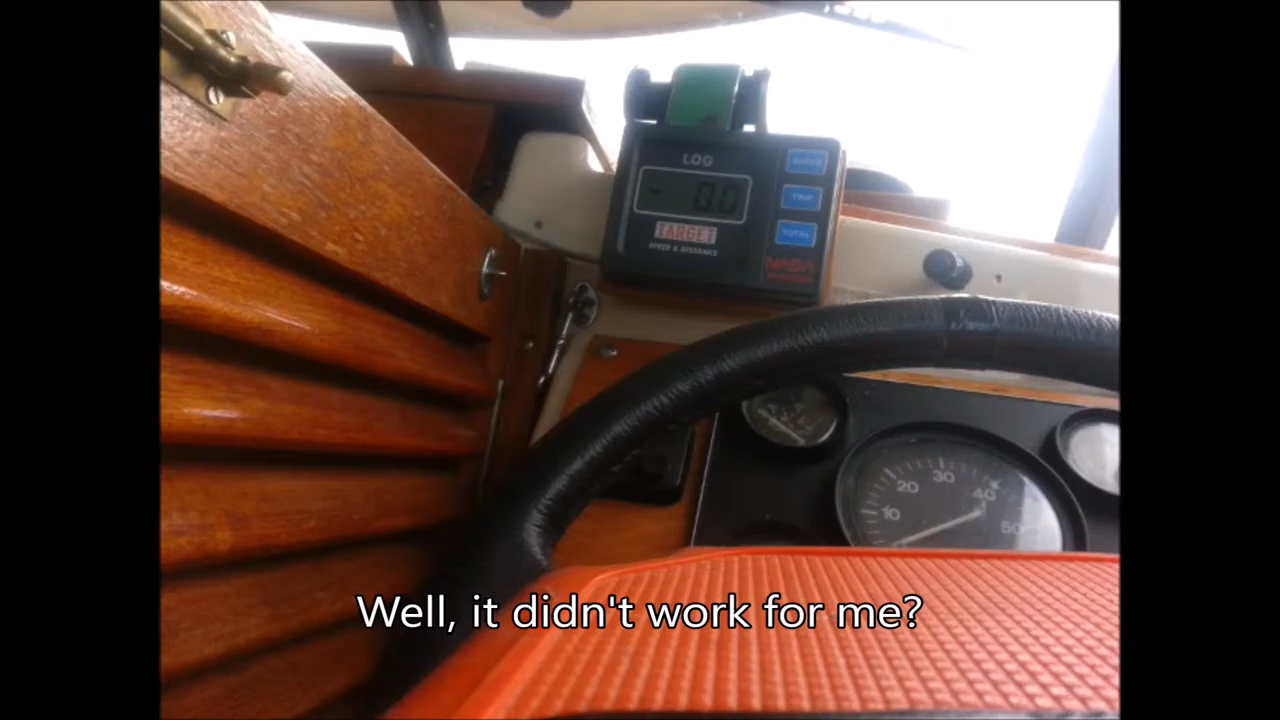 LOG
0.0
TARGET
SPEED & DISTANCE
TRIP
TOTAL
NASA
20
30
40
10
50
Well, it didn't work for me?